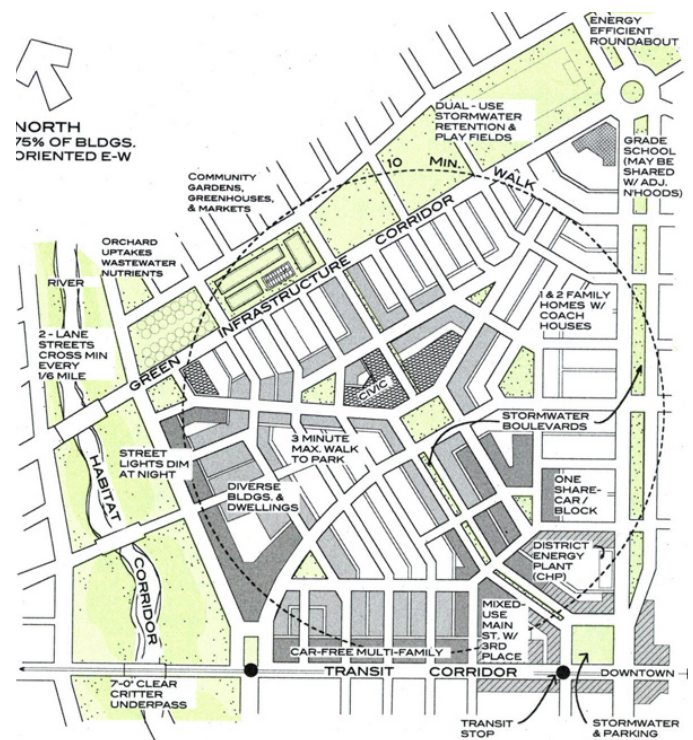 ENERGY
EFFICIENT
ROUNDABOUT
NORTH
75% OF BLDGS.
ORIENTED E-W
DUAL - USE
STORMWATER
RETENTION &
PLAY FIELDS
GRADE
SCHOOL
(MAY BE
SHARED
W/ ADJ.
N'HOODS)
10 MIN. WALK
COMMUNITY
GARDENS,
GREENHOUSES,
& MARKETS
ORCHARD
UPTAKES
WASTEWATER
NUTRIENTS
RIVER
GREEN INFRASTRUCTURE CORRIDOR
1 & 2 FAMILY
HOMES W/
COACH
HOUSES
2 - LANE
STREETS
CROSS MIN
EVERY
1/6 MILE
CIVIC
STORMWATER
BOULEVARDS
3 MINUTE
MAX. WALK
TO PARK
STREET
LIGHTS DIM
AT NIGHT
DIVERSE
BLDGS. &
DWELLINGS
ONE
SHARE-
CAR /
BLOCK
HABITAT
CORRIDOR
DISTRICT
ENERGY
PLANT
(CHP)
MIXED-
USE MAIN
ST. W/
3RD
PLACE
CAR-FREE MULTI-FAMILY
TRANSIT CORRIDOR
DOWNTOWN
7'-0" CLEAR
CRITTER
UNDERPASS
TRANSIT
STOP
STORMWATER
& PARKING